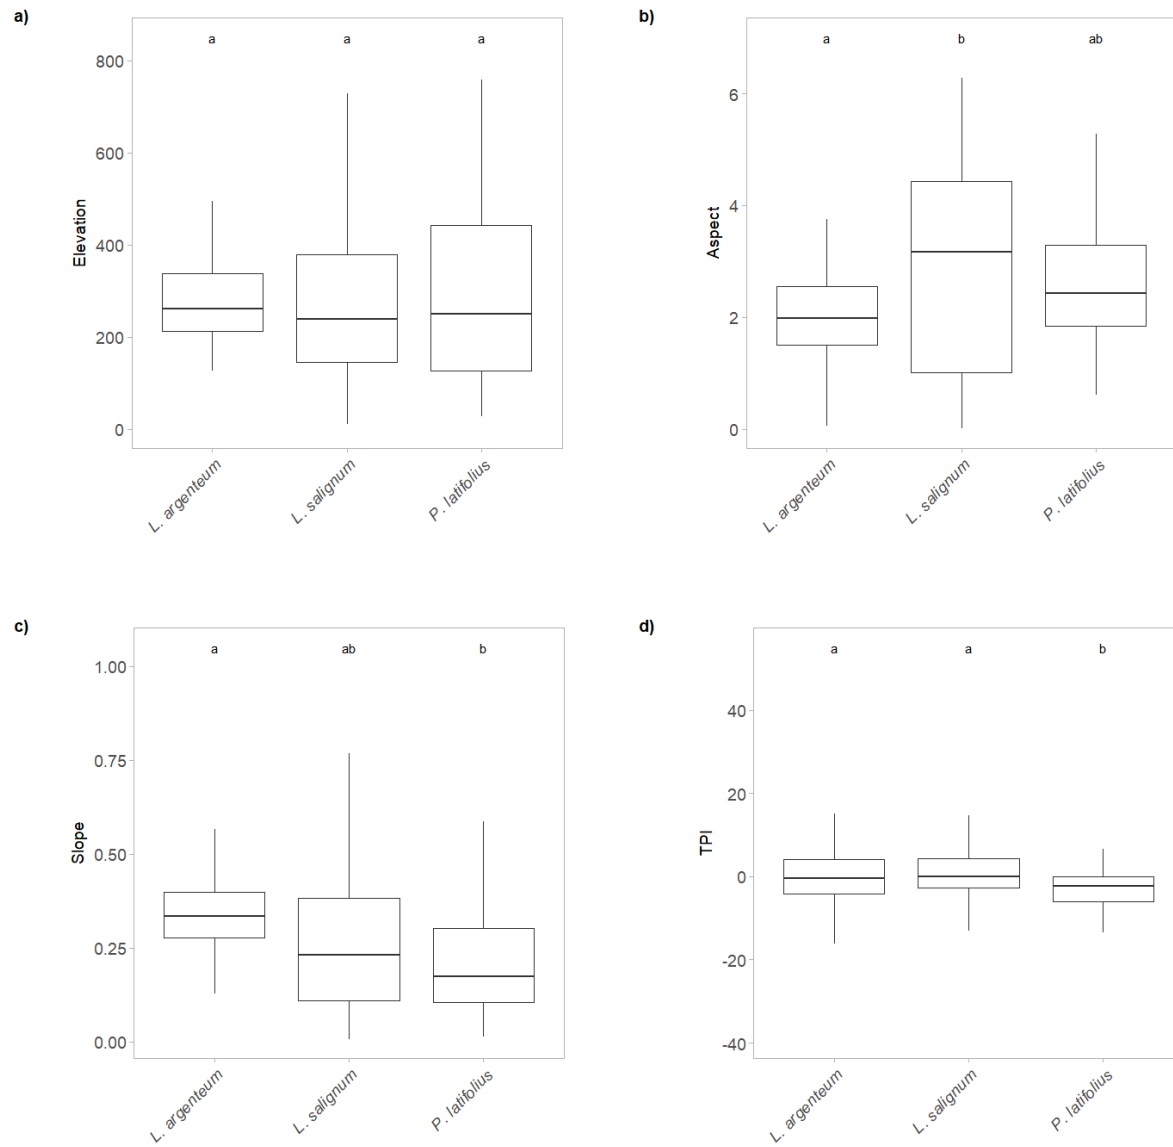 a)
a a a
800
600
400
200
0
Elevation
L. argenteum
L. salignum
P. latifolius
b)
a b ab
6
4
2
0
Aspect
L. argenteum
L. salignum
P. latifolius
c)
a ab b
1.00
0.75
0.50
0.25
0.00
Slope
L. argenteum
L. salignum
P. latifolius
d)
a a b
40
20
0
-20
-40
TPI
L. argenteum
L. salignum
P. latifolius